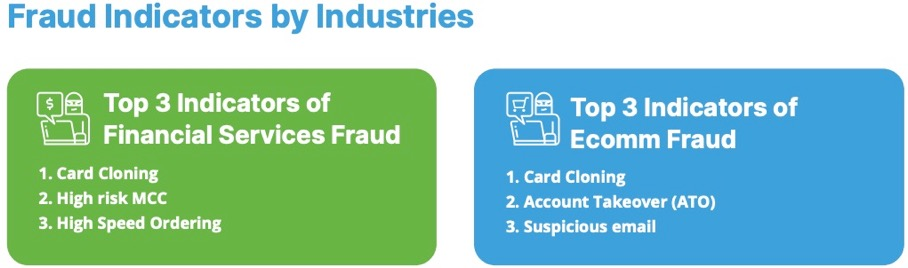 Fraud Indicators by Industries
Top 3 Indicators of
Financial Services Fraud
1. Card Cloning
2. High risk MCC
3. High Speed Ordering
Top 3 Indicators of
Ecomm Fraud
1. Card Cloning
2. Account Takeover (ATO)
3. Suspicious email